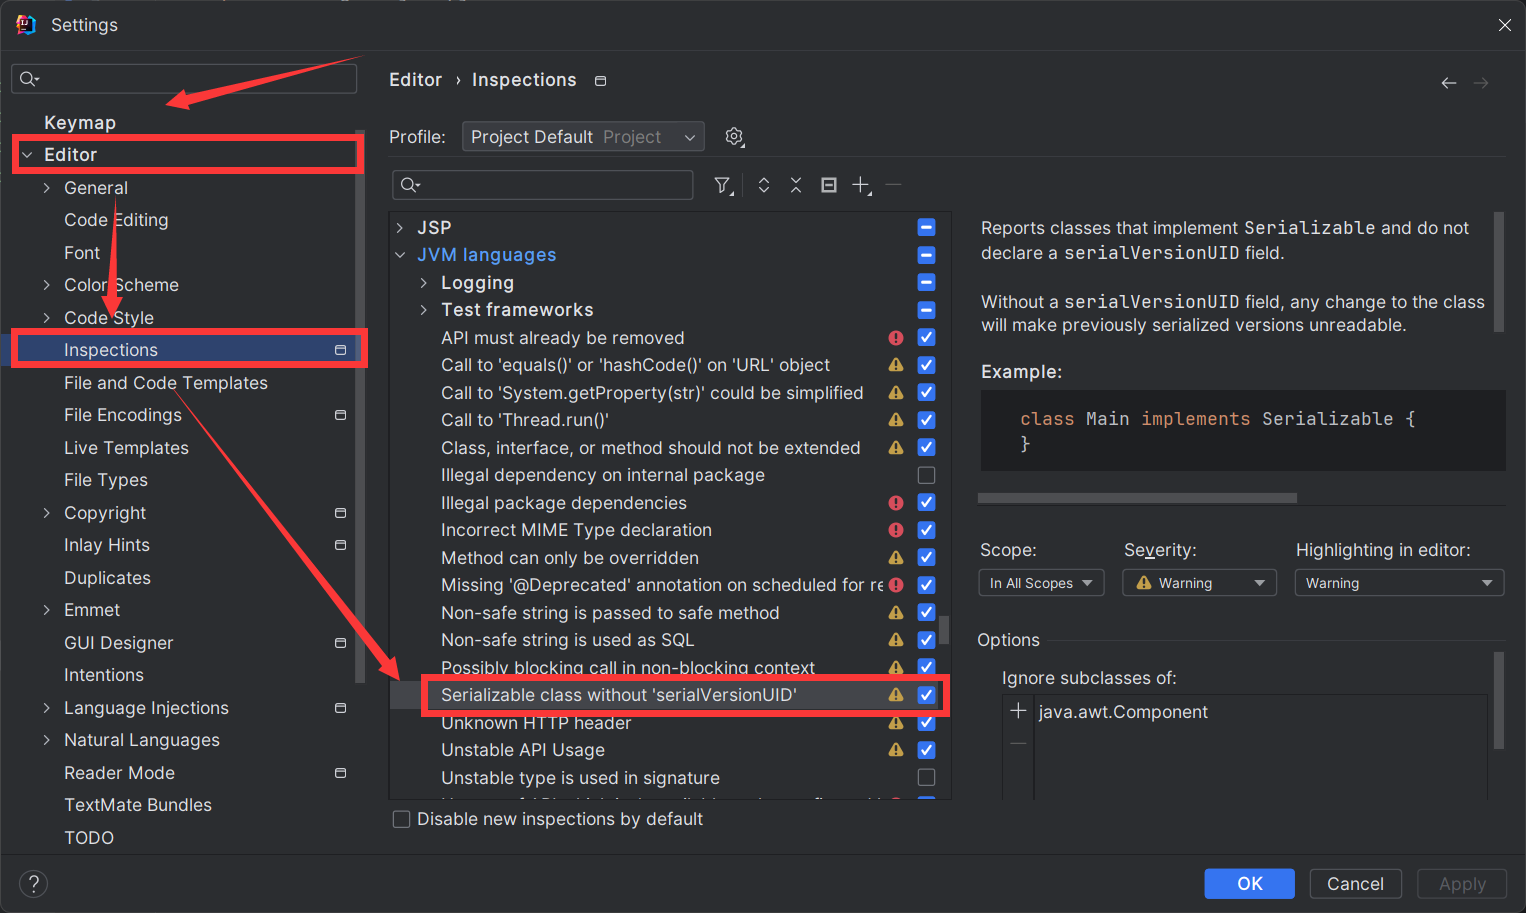 Settings
Keymap
Editor
General
Code Editing
Font
Color Scheme
Code Style
Inspections
File and Code Templates
File Encodings
Live Templates
File Types
Copyright
Inlay Hints
Duplicates
Emmet
GUI Designer
Intentions
Language Injections
Natural Languages
Reader Mode
TextMate Bundles
TODO
Editor › Inspections
Profile: Project Default Project
JSP
JVM languages
Logging
Test frameworks
API must already be removed
Call to 'equals()' or 'hashCode()' on 'URL' object
Call to 'System.getProperty(str)' could be simplified
Call to 'Thread.run()'
Class, interface, or method should not be extended
Illegal dependency on internal package
Illegal package dependencies
Incorrect MIME Type declaration
Method can only be overridden
Missing '@Deprecated' annotation on scheduled for re
Non-safe string is passed to safe method
Non-safe string is used as SQL
Possibly blocking call in non-blocking context
Serializable class without 'serialVersionUID'
Unknown HTTP header
Unstable API Usage
Unstable type is used in signature
Disable new inspections by default
Reports classes that implement Serializable and do not
declare a serialVersionUID field.
Without a serialVersionUID field, any change to the class
will make previously serialized versions unreadable.
Example:
class Main implements Serializable {
}
Scope: Severity: Highlighting in editor:
In All Scopes Warning Warning
Options
Ignore subclasses of:
java.awt.Component
? OK Cancel Apply